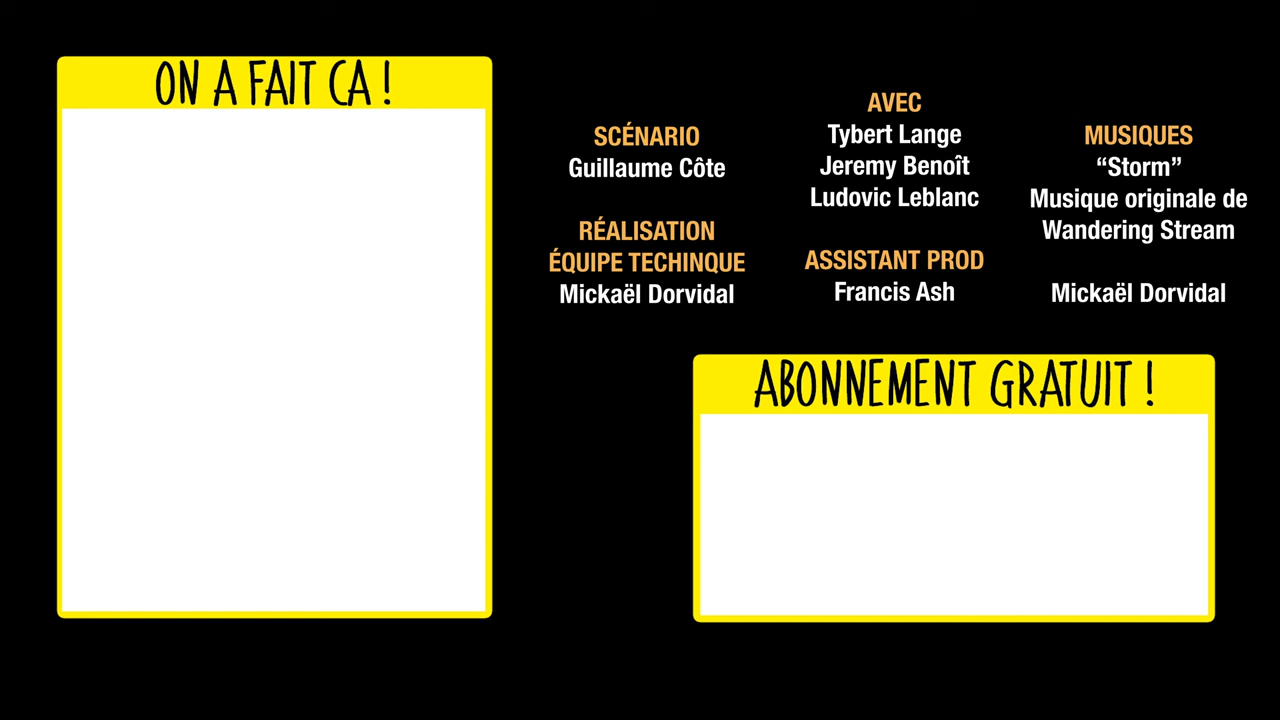 ON A FAIT CA !
SCÉNARIO
Guillaume Côte
RÉALISATION
ÉQUIPE TECHINQUE
Mickaël Dorvidal
AVEC
Tybert Lange
Jeremy Benoît
Ludovic Leblanc
ASSISTANT PROD
Francis Ash
MUSIQUES
“Storm”
Musique originale de
Wandering Stream
Mickaël Dorvidal
ABONNEMENT GRATUIT !